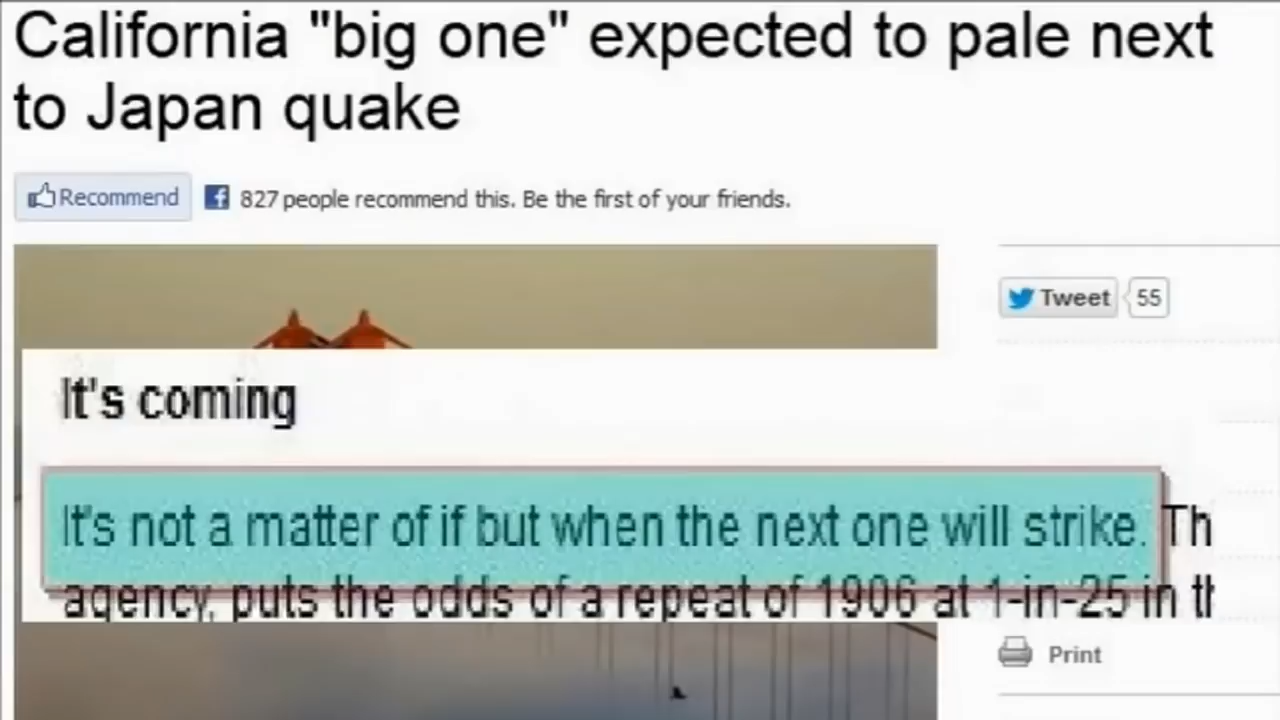 California "big one" expected to pale next
to Japan quake
Recommend
827 people recommend this. Be the first of your friends.
Tweet 55
It's coming
It's not a matter of if but when the next one will strike. Th
agency, puts the odds of a repeat of 1906 at 1-in-25 in th
Print